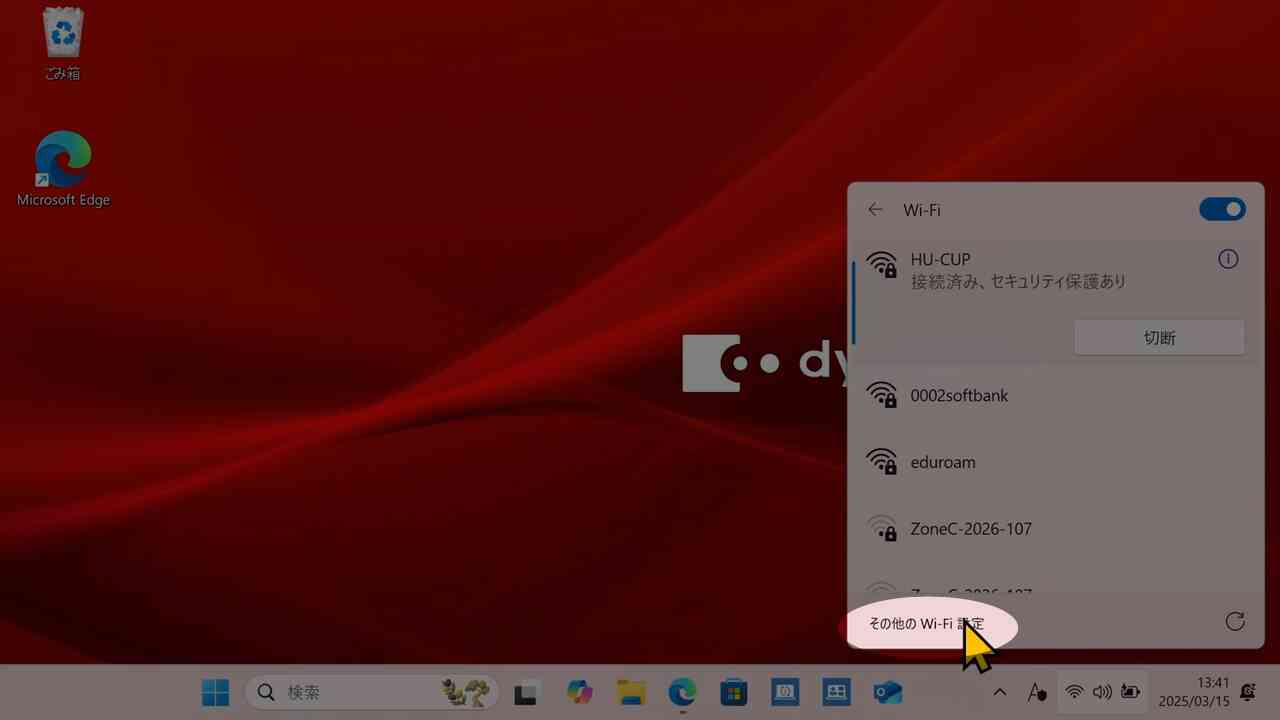 ごみ箱
Microsoft Edge
Wi-Fi
HU-CUP
接続済み、セキュリティ保護あり
切断
dy
0002softbank
eduroam
ZoneC-2026-107
その他の Wi-Fi 設定
検索
13:41
2025/03/15